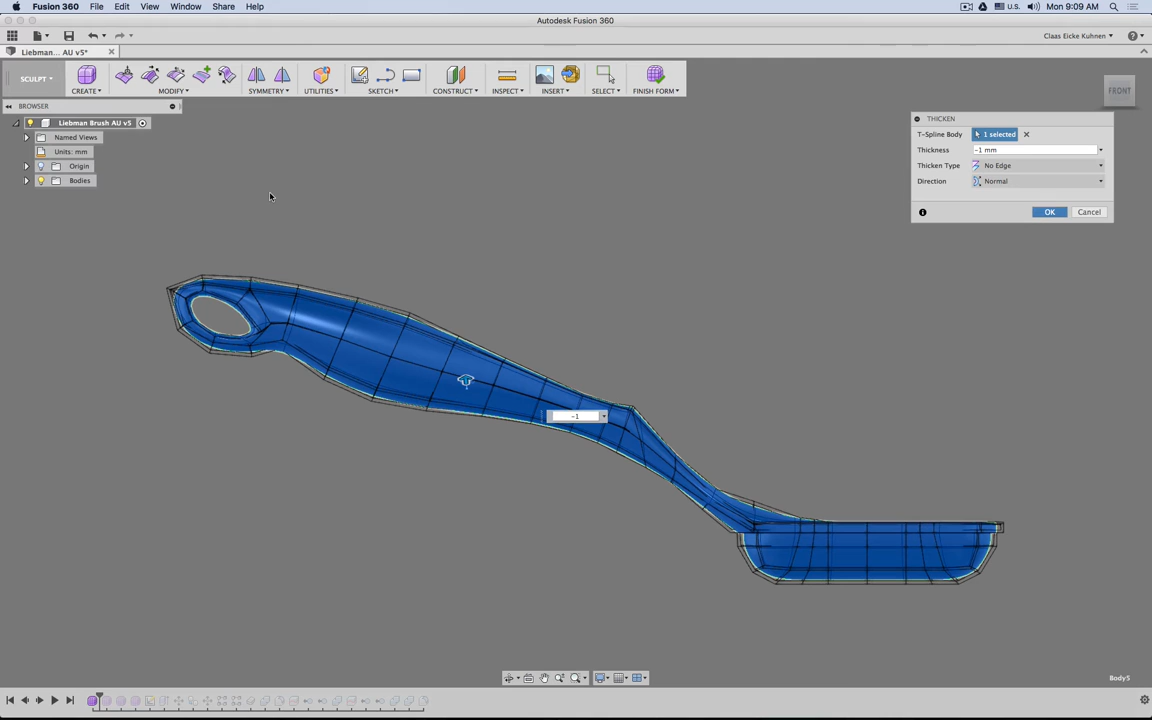 Fusion 360 File Edit View Window Share Help U.S. Mon 9:09 AM
Autodesk Fusion 360
Claas Eicke Kuhnen ?
Liebman... AU v5*
SCULPT CREATE MODIFY SYMMETRY UTILITIES SKETCH CONSTRUCT INSPECT INSERT SELECT FINISH FORM
FRONT
BROWSER
Liebman Brush AU v5
Named Views
Units: mm
Origin
Bodies
THICKEN
T-Spline Body 1 selected
Thickness -1 mm
Thicken Type No Edge
Direction Normal
OK Cancel
-1
Body5